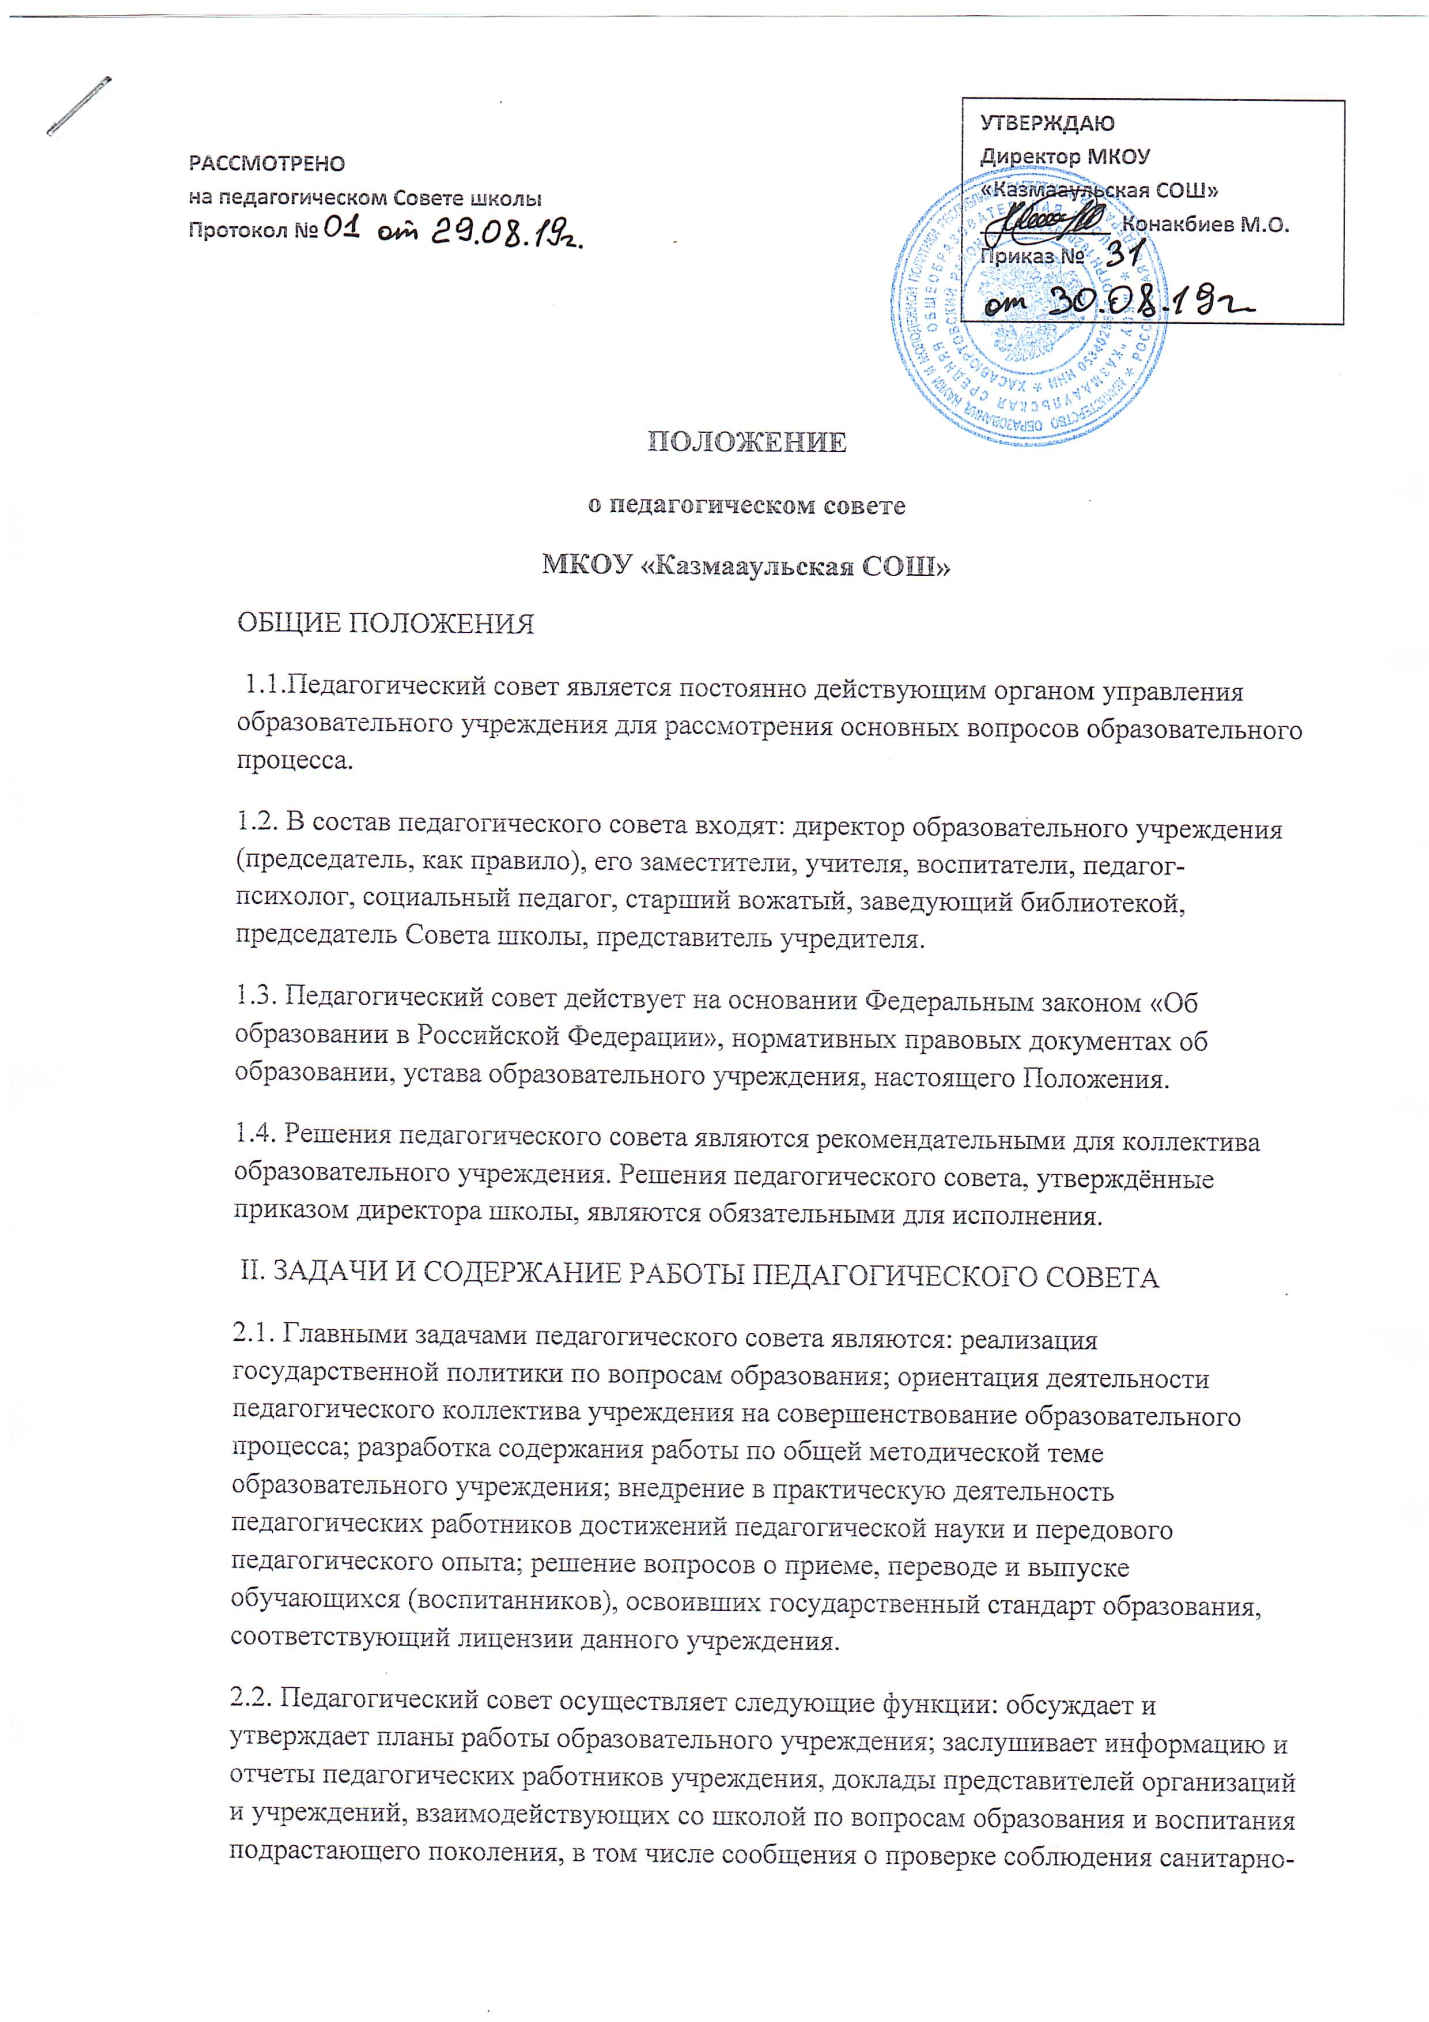 РАССМОТРЕНО
на педагогическом Совете школы
Протокол № 01 от 29.08.19г.
УТВЕРЖДАЮ
Директор МКОУ
«Казмааульская СОШ»
Конакбиев М.О.
Приказ № 31
от 30.08.19г
ПОЛОЖЕНИЕ
о педагогическом совете
МКОУ «Казмааульская СОШ»
ОБЩИЕ ПОЛОЖЕНИЯ
1.1.Педагогический совет является постоянно действующим органом управления
образовательного учреждения для рассмотрения основных вопросов образовательного
процесса.
1.2. В состав педагогического совета входят: директор образовательного учреждения
(председатель, как правило), его заместители, учителя, воспитатели, педагог-
психолог, социальный педагог, старший вожатый, заведующий библиотекой,
председатель Совета школы, представитель учредителя.
1.3. Педагогический совет действует на основании Федеральным законом «Об
образовании в Российской Федерации», нормативных правовых документах об
образовании, устава образовательного учреждения, настоящего Положения.
1.4. Решения педагогического совета являются рекомендательными для коллектива
образовательного учреждения. Решения педагогического совета, утверждённые
приказом директора школы, являются обязательными для исполнения.
II. ЗАДАЧИ И СОДЕРЖАНИЕ РАБОТЫ ПЕДАГОГИЧЕСКОГО СОВЕТА
2.1. Главными задачами педагогического совета являются: реализация
государственной политики по вопросам образования; ориентация деятельности
педагогического коллектива учреждения на совершенствование образовательного
процесса; разработка содержания работы по общей методической теме
образовательного учреждения; внедрение в практическую деятельность
педагогических работников достижений педагогической науки и передового
педагогического опыта; решение вопросов о приеме, переводе и выпуске
обучающихся (воспитанников), освоивших государственный стандарт образования,
соответствующий лицензии данного учреждения.
2.2. Педагогический совет осуществляет следующие функции: обсуждает и
утверждает планы работы образовательного учреждения; заслушивает информацию и
отчеты педагогических работников учреждения, доклады представителей организаций
и учреждений, взаимодействующих со школой по вопросам образования и воспитания
подрастающего поколения, в том числе сообщения о проверке соблюдения санитарно-